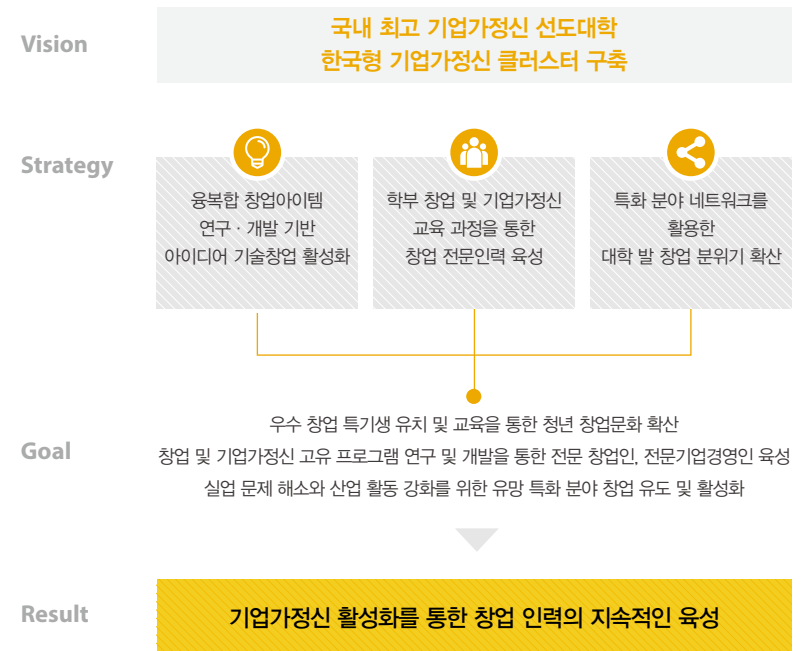 Vision
국내 최고 기업가정신 선도대학
한국형 기업가정신 클러스터 구축
Strategy
융복합 창업아이템
연구 · 개발 기반
아이디어 기술창업 활성화
학부 창업 및 기업가정신
교육 과정을 통한
창업 전문인력 육성
특화 분야 네트워크를
활용한
대학 발 창업 분위기 확산
Goal
우수 창업 특기생 유치 및 교육을 통한 청년 창업문화 확산
창업 및 기업가정신 고유 프로그램 연구 및 개발을 통한 전문 창업인, 전문기업경영인 육성
실업 문제 해소와 산업 활동 강화를 위한 유망 특화 분야 창업 유도 및 활성화
Result
기업가정신 활성화를 통한 창업 인력의 지속적인 육성